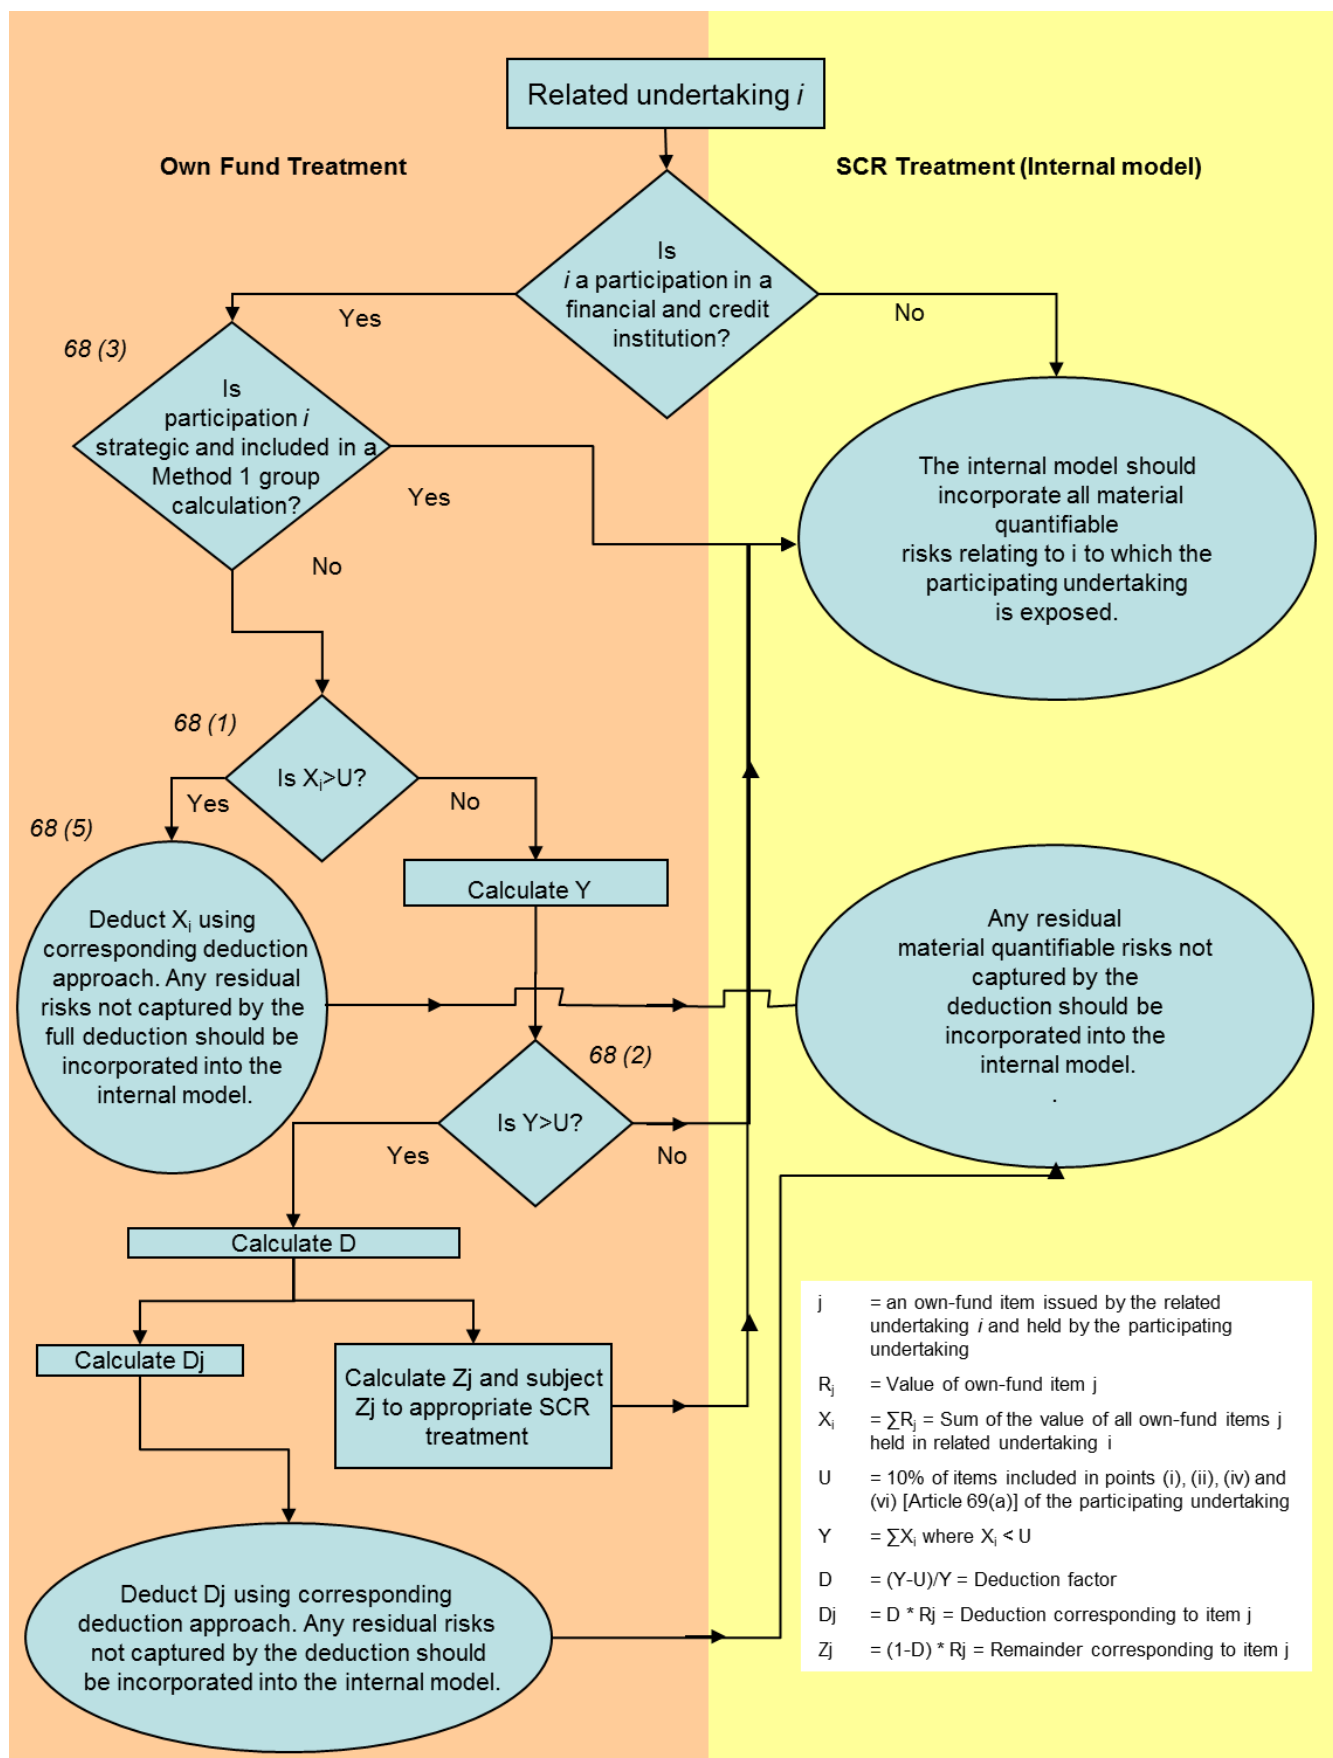 Related undertaking i
Own Fund Treatment
SCR Treatment (Internal model)
Is
i a participation in a
financial and credit
institution?
Yes
No
68 (3)
Is
participation i
strategic and included in a
Method 1 group
calculation?
Yes
No
The internal model should
incorporate all material
quantifiable
risks relating to i to which the
participating undertaking
is exposed.
68 (1)
Is Xi>U?
Yes
No
68 (5)
Calculate Y
Deduct Xi using
corresponding deduction
approach. Any residual
risks not captured by the
full deduction should be
incorporated into the
internal model.
Any residual
material quantifiable risks not
captured by the
deduction should be
incorporated into the
internal model.
.
68 (2)
Is Y>U?
Yes
No
Calculate D
Calculate Dj
Calculate Zj and subject
Zj to appropriate SCR
treatment
Deduct Dj using corresponding
deduction approach. Any residual risks
not captured by the deduction should
be incorporated into the internal model.
j = an own-fund item issued by the related
undertaking i and held by the participating
undertaking
Rj = Value of own-fund item j
Xi = ∑Rj = Sum of the value of all own-fund items j
held in related undertaking i
U = 10% of items included in points (i), (ii), (iv) and
(vi) [Article 69(a)] of the participating undertaking
Y = ∑Xi where Xi < U
D = (Y-U)/Y = Deduction factor
Dj = D * Rj = Deduction corresponding to item j
Zj = (1-D) * Rj = Remainder corresponding to item j